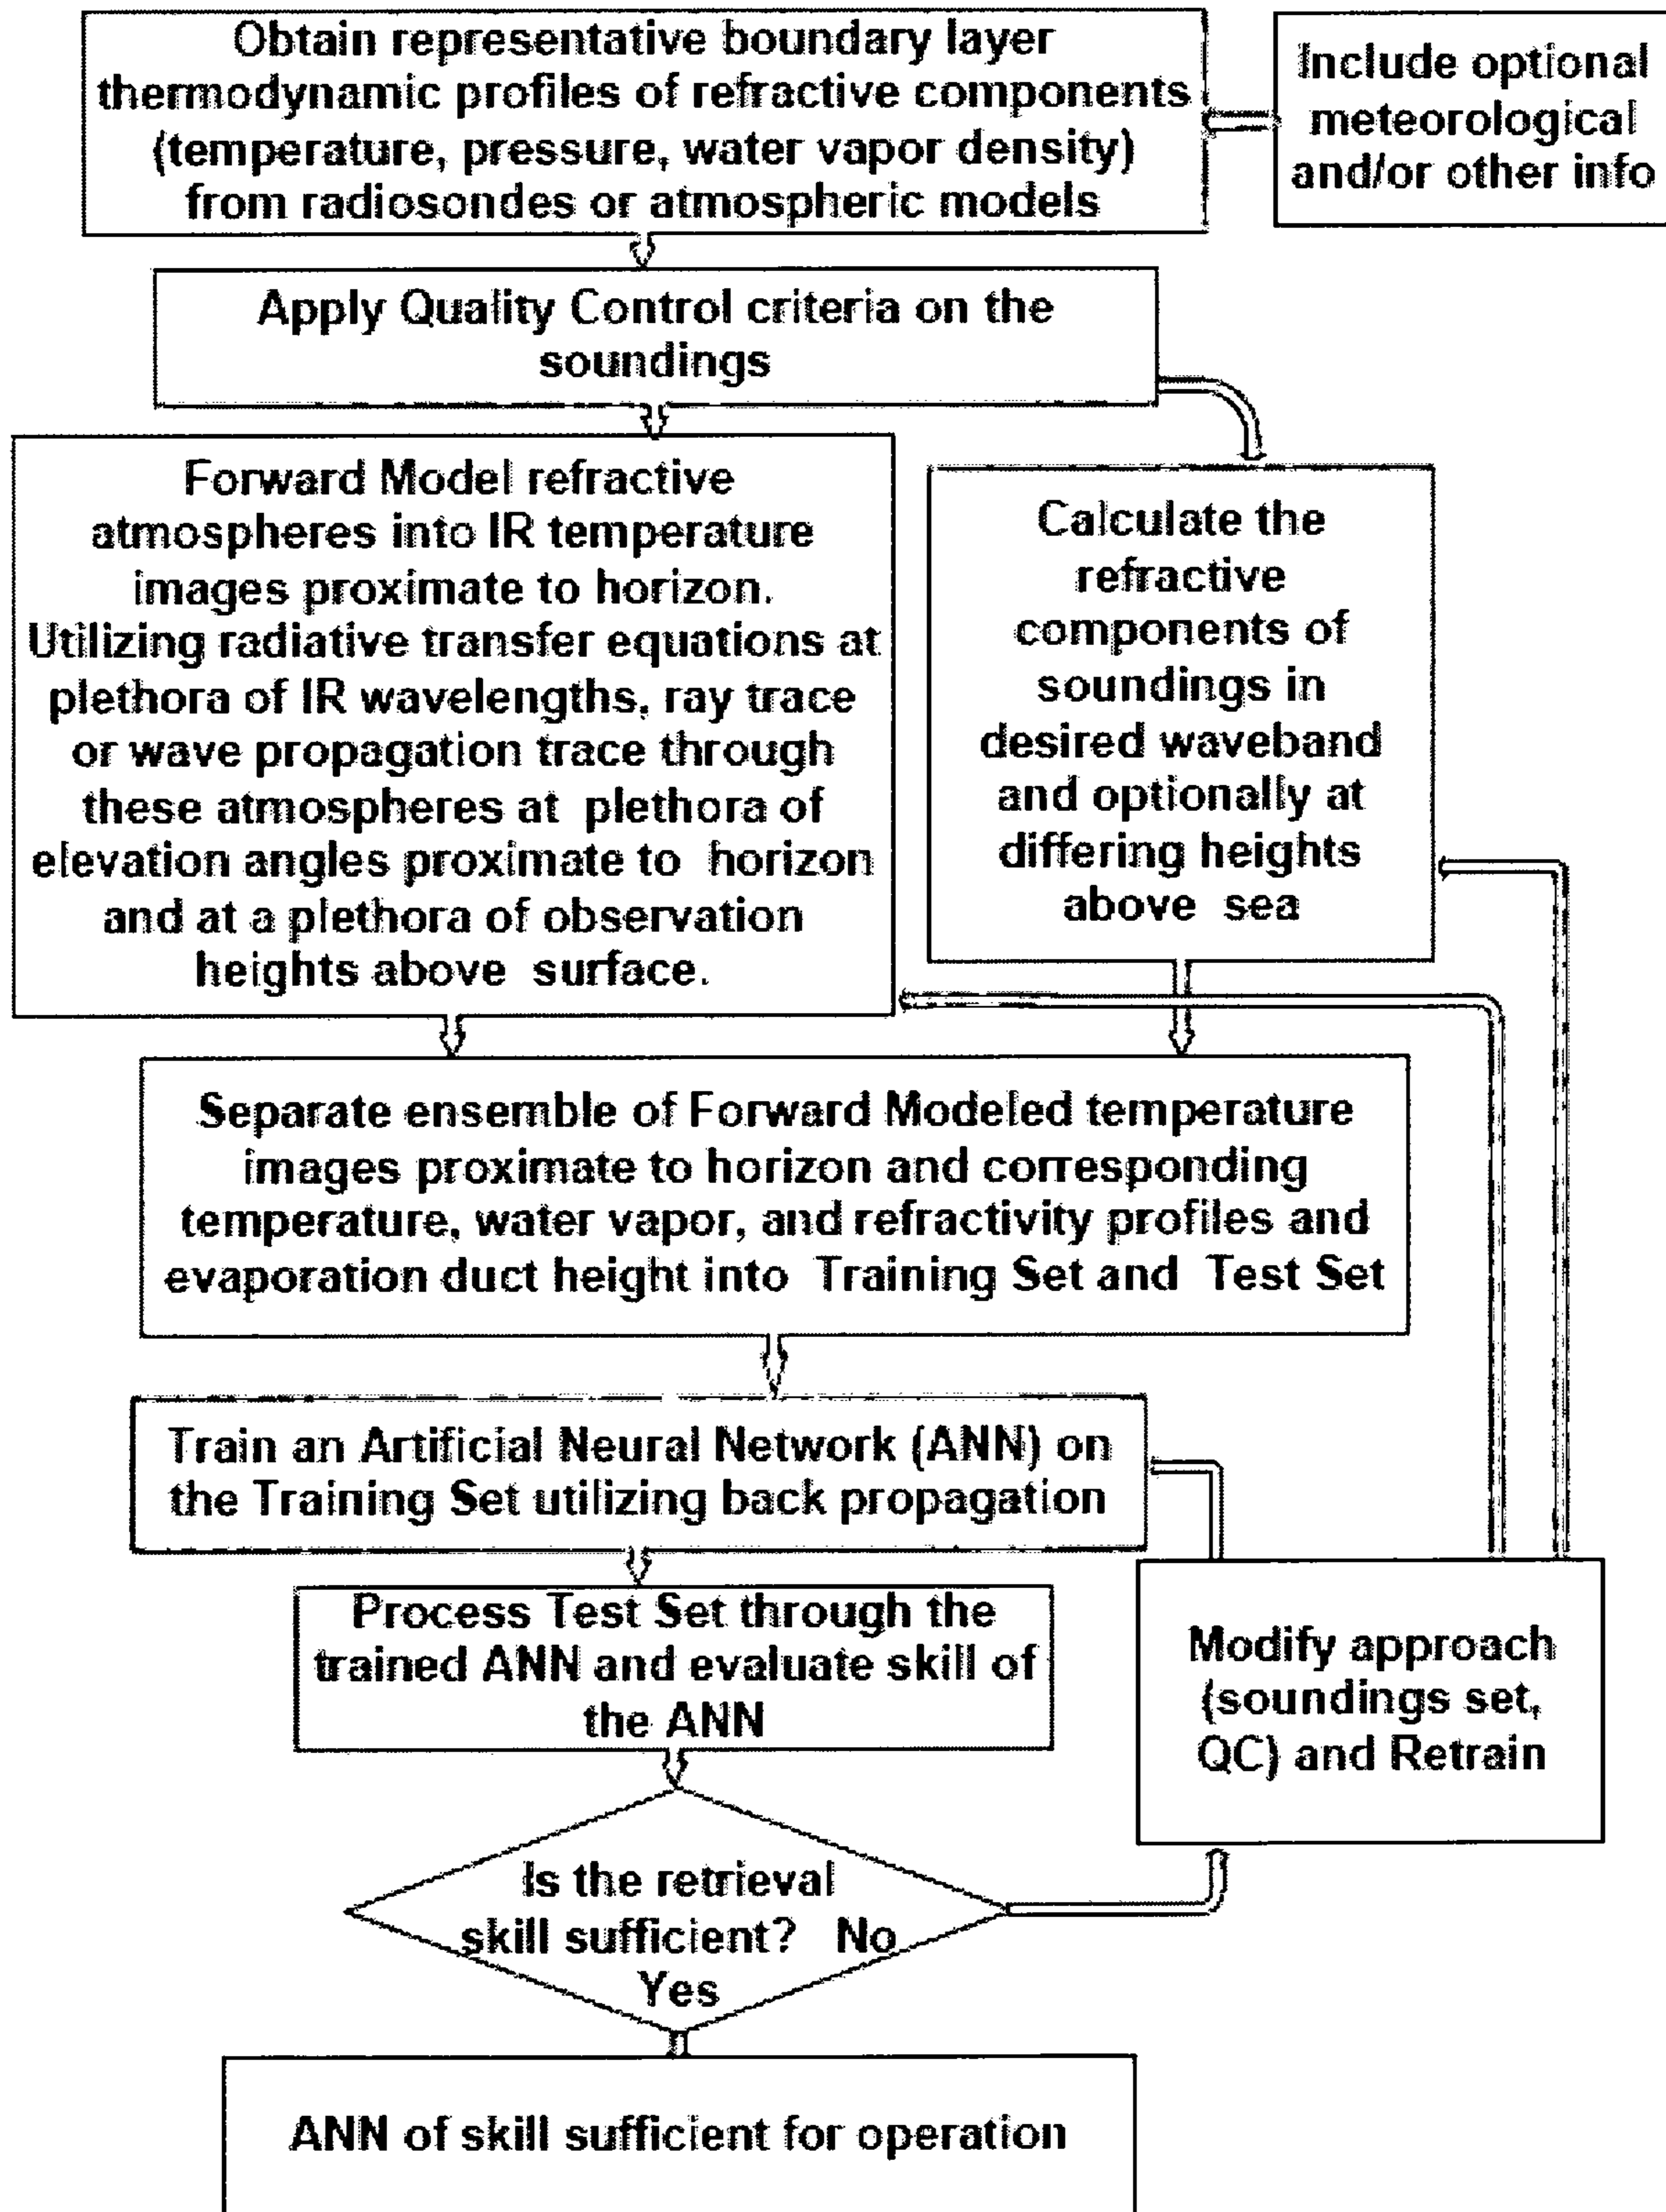 Obtain representative boundary layer
thermodynamic profiles of refractive components
(temperature, pressure, water vapor density)
from radiosondes or atmospheric models
Include optional
meteorological
and/or other info
Apply Quality Control criteria on the
soundings
Forward Model refractive
atmospheres into IR temperature
images proximate to horizon.
Utilizing radiative transfer equations at
plethora of IR wavelengths, ray trace
or wave propagation trace through
these atmospheres at plethora of
elevation angles proximate to horizon
and at a plethora of observation
heights above surface.
Calculate the
refractive
components of
soundings in
desired waveband
and optionally at
differing heights
above sea
Separate ensemble of Forward Modeled temperature
images proximate to horizon and corresponding
temperature, water vapor, and refractivity profiles and
evaporation duct height into Training Set and Test Set
Train an Artificial Neural Network (ANN) on
the Training Set utilizing back propagation
Process Test Set through the
trained ANN and evaluate skill of
the ANN
Modify approach
(soundings set,
QC) and Retrain
Is the retrieval
skill sufficient? No
Yes
ANN of skill sufficient for operation